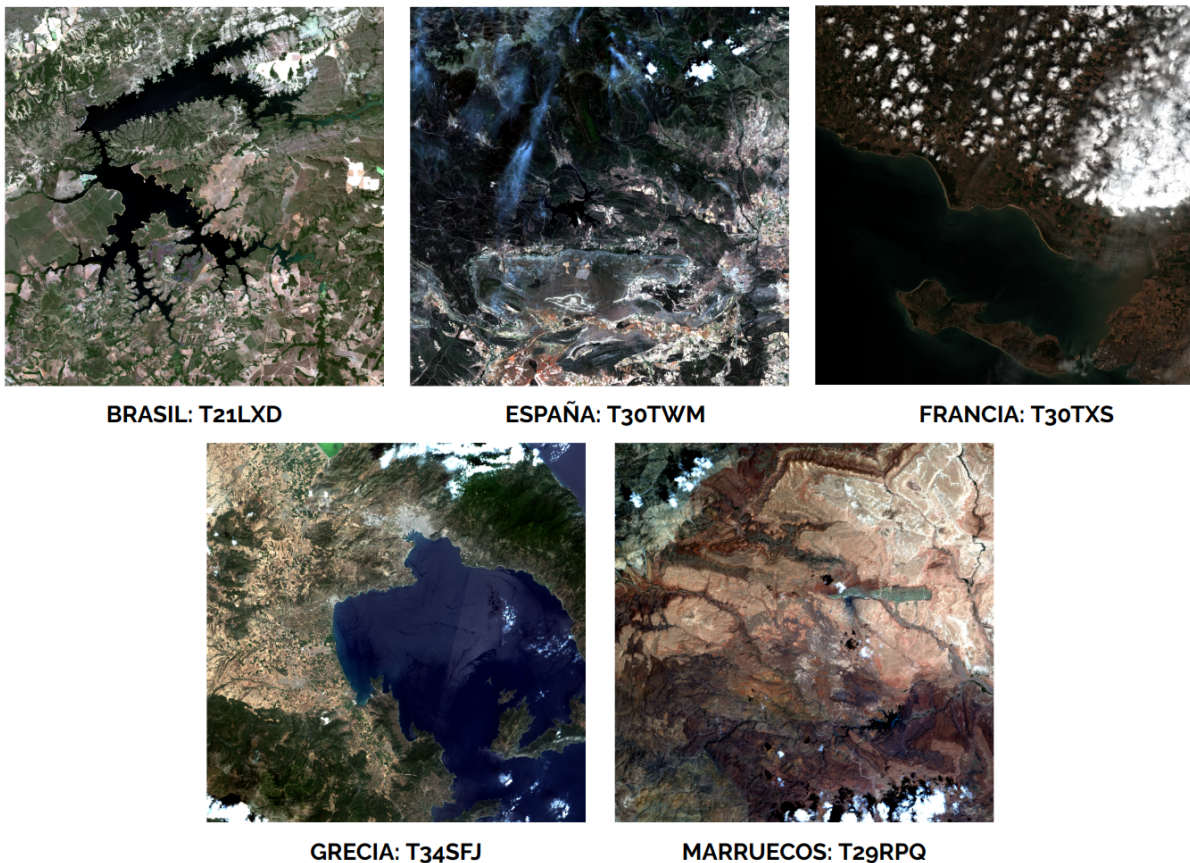 BRASIL: T21LXD
ESPAÑA: T30TWM
FRANCIA: T30TXS
GRECIA: T34SFJ
MARRUECOS: T29RPQ